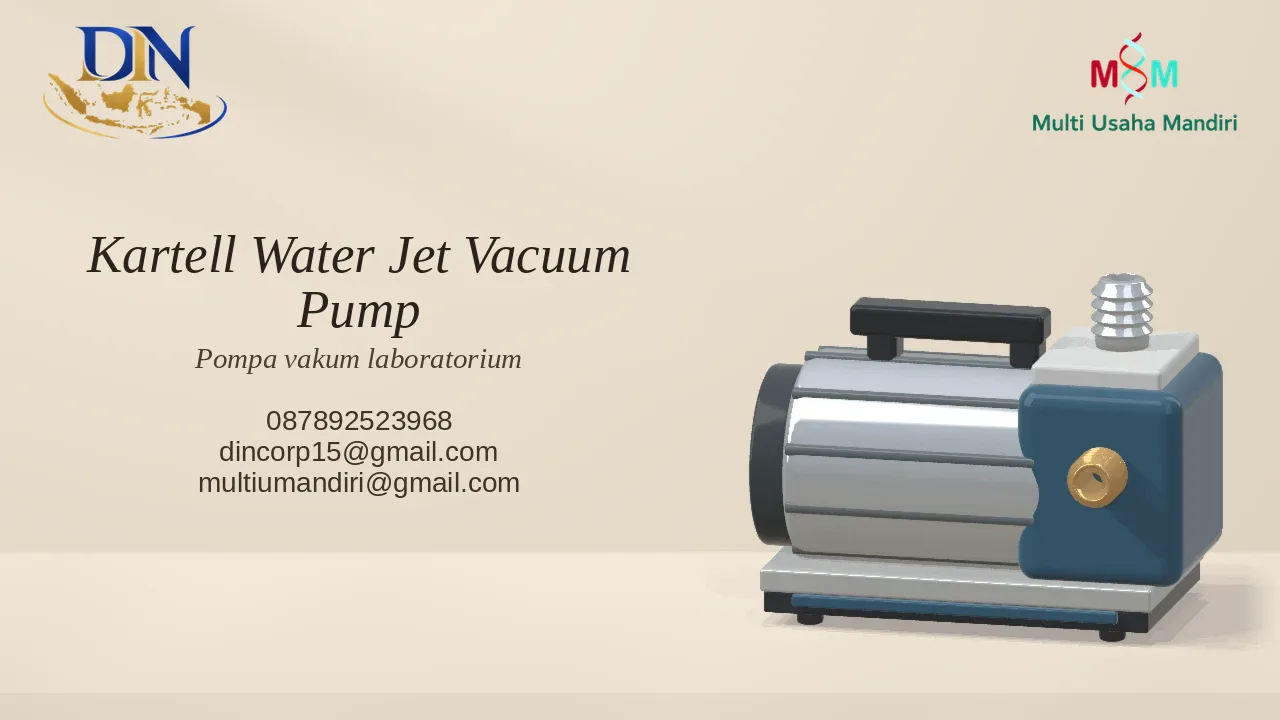 DIN
MSM
Multi Usaha Mandiri
Kartell Water Jet Vacuum
Pump
Pompa vakum laboratorium
087892523968
dincorp15@gmail.com
multiumandiri@gmail.com